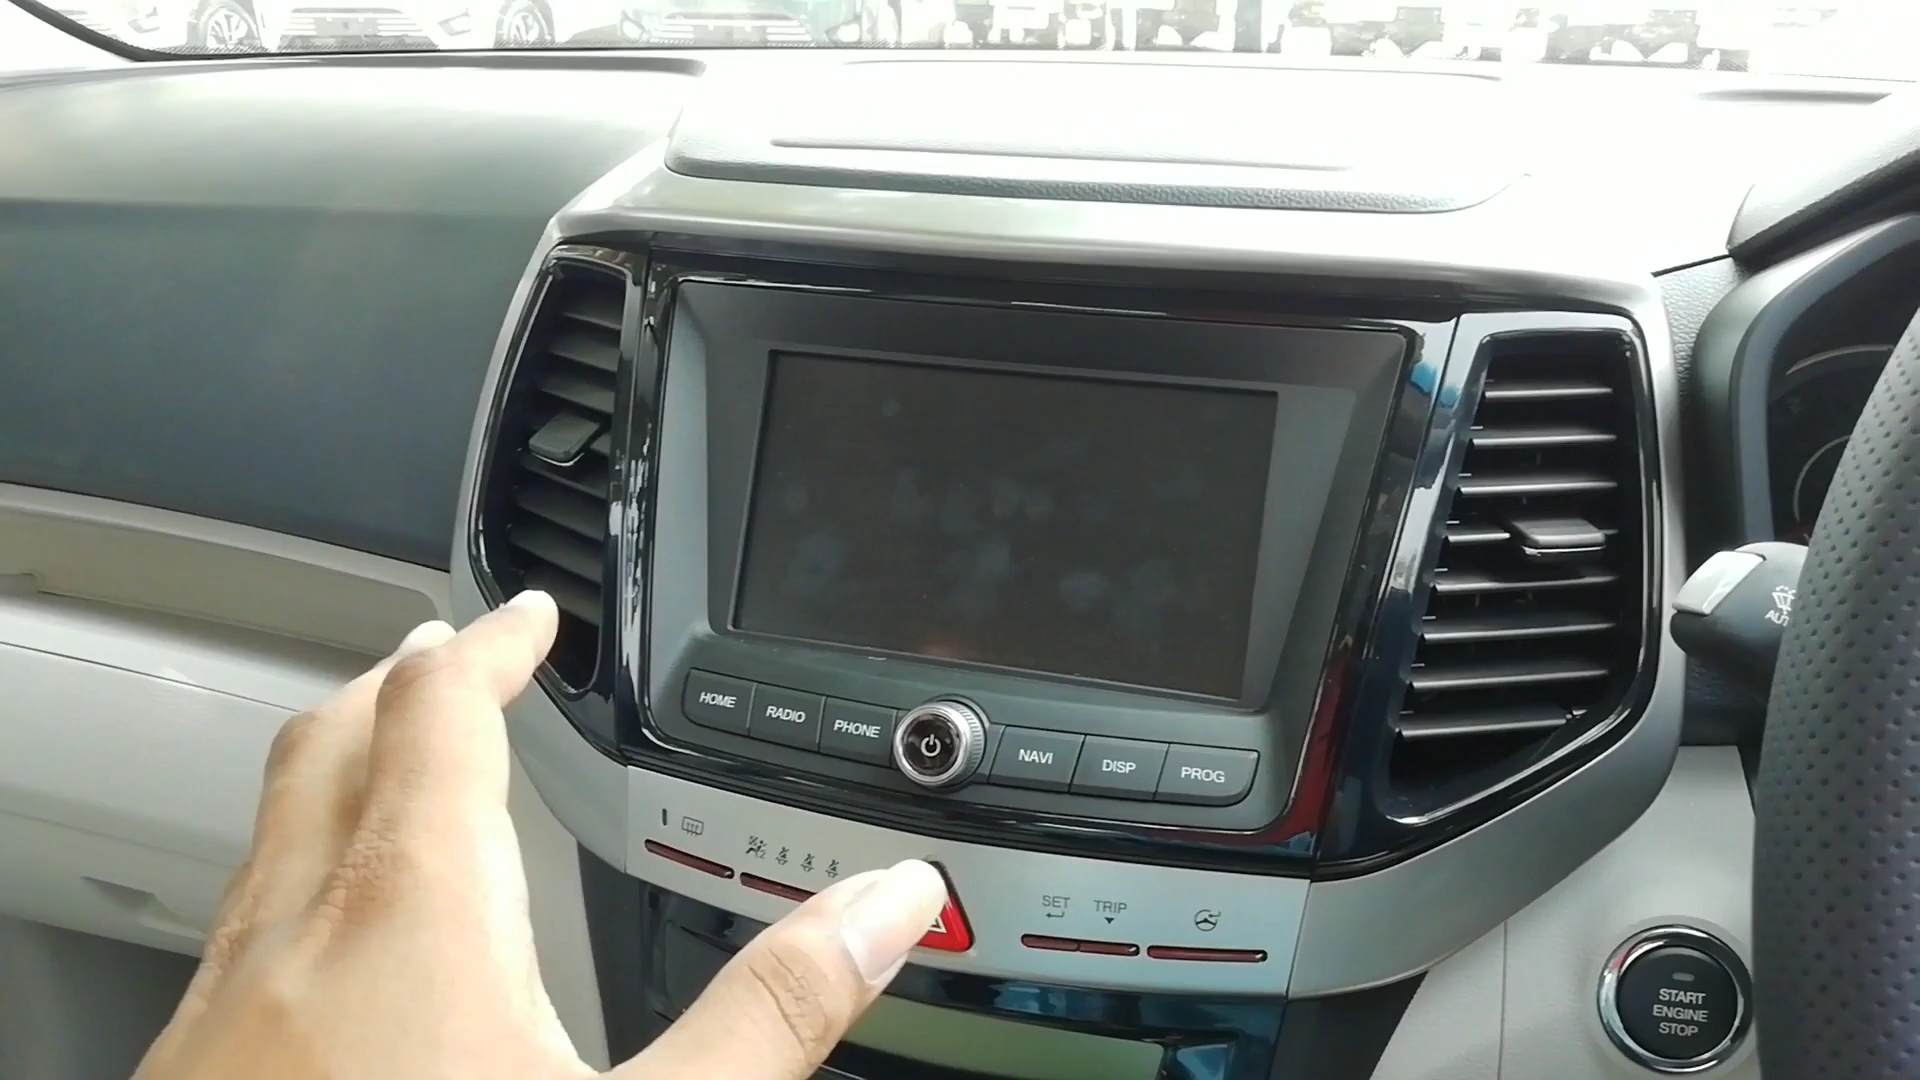 HOME
RADIO
PHONE
NAVI
DISP
PROG
SET
TRIP
START
ENGINE
STOP